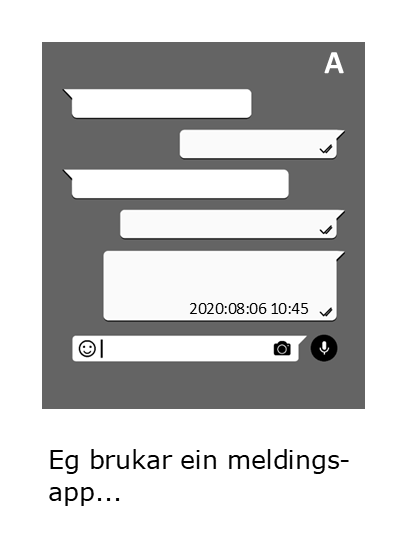 A
2020:08:06 10:45
Eg brukar ein meldings-
app...